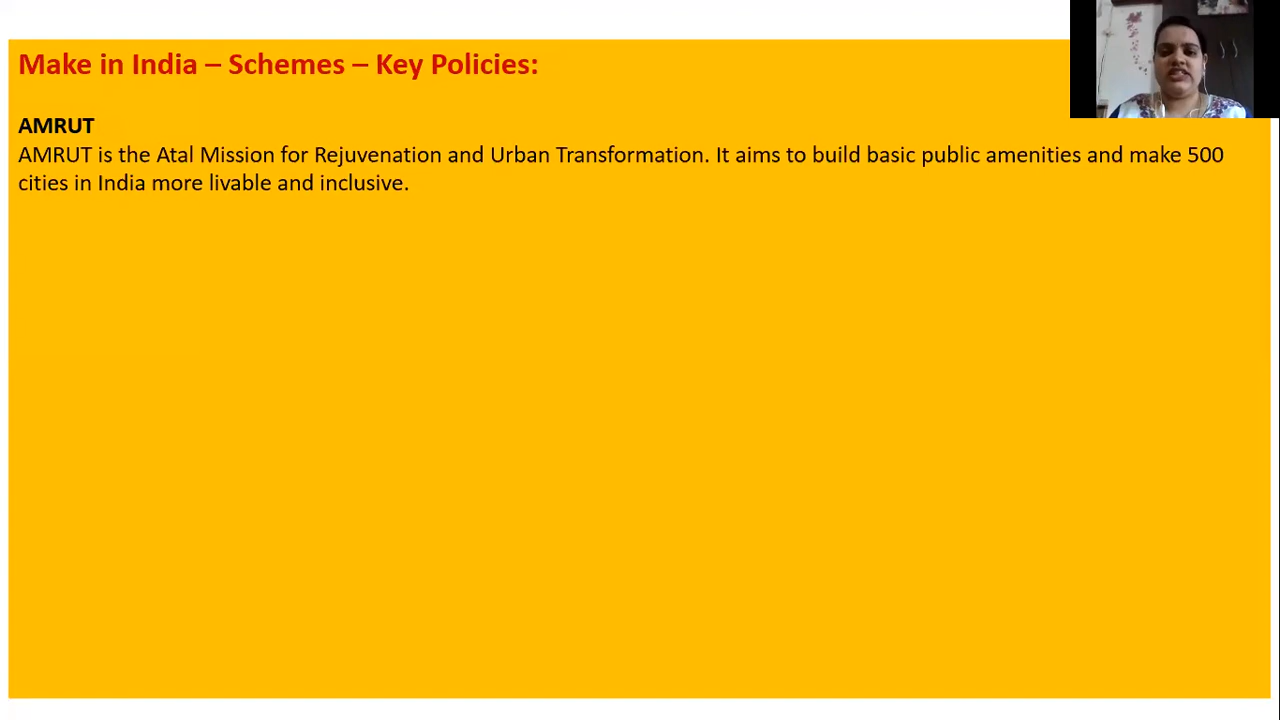 Make in India – Schemes – Key Policies:
AMRUT
AMRUT is the Atal Mission for Rejuvenation and Urban Transformation. It aims to build basic public amenities and make 500
cities in India more livable and inclusive.